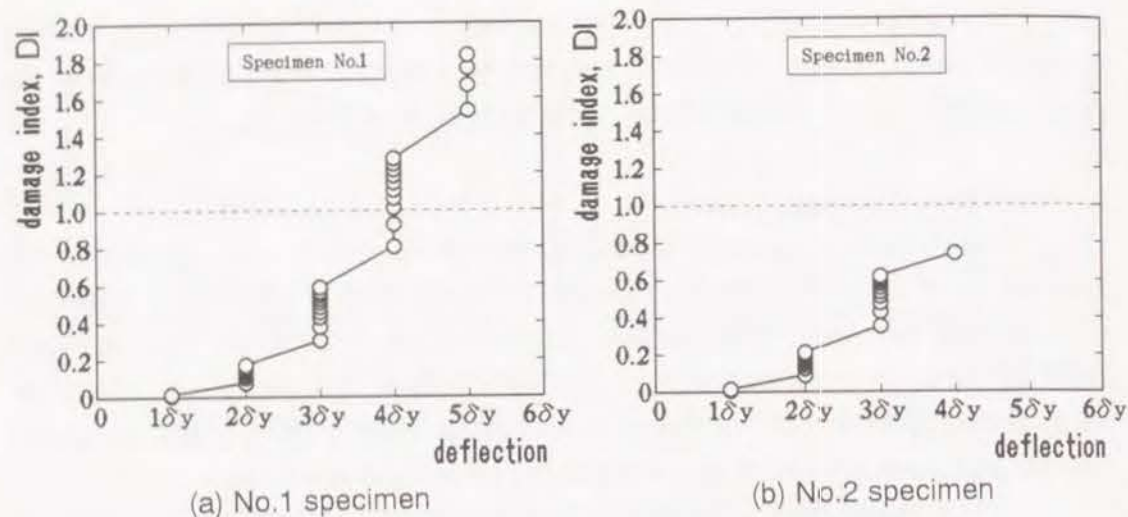 damage index, DI
2.0
1.8
1.6
1.4
1.2
1.0
0.8
0.6
0.4
0.2
0
Specimen No.1
0 1δy 2δy 3δy 4δy 5δy 6δy
deflection
(a) No.1 specimen
damage index, DI
2.0
1.8
1.6
1.4
1.2
1.0
0.8
0.6
0.4
0.2
0
Specimen No.2
0 1δy 2δy 3δy 4δy 5δy 6δy
deflection
(b) No.2 specimen